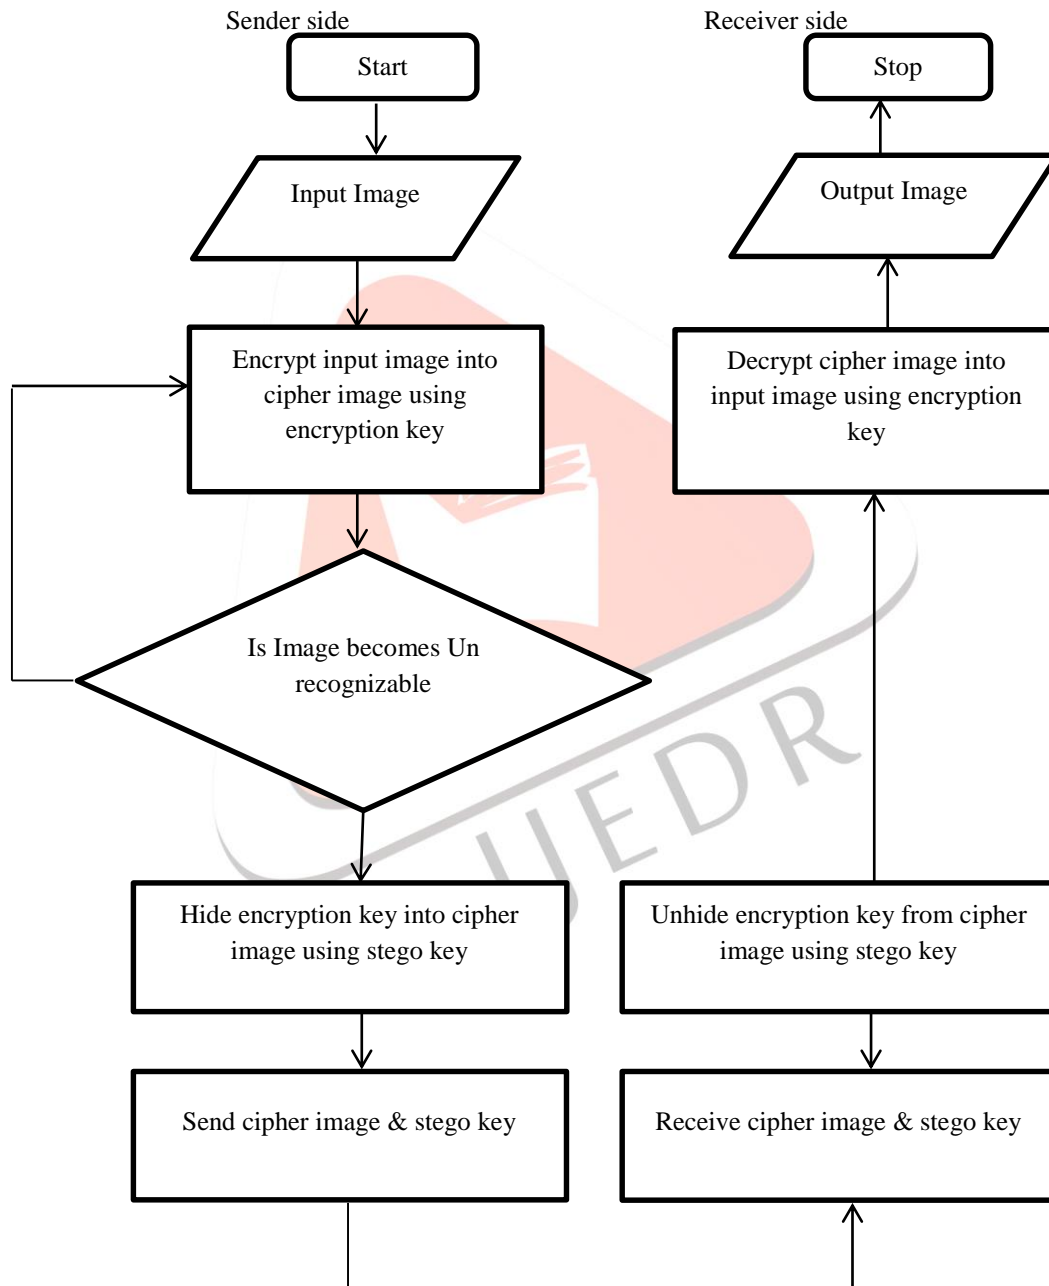 Sender side
Start
Input Image
Encrypt input image into
cipher image using
encryption key
Is Image becomes Un
recognizable
Hide encryption key into cipher
image using stego key
Send cipher image & stego key
Receiver side
Stop
Output Image
Decrypt cipher image into
input image using encryption
key
Unhide encryption key from cipher
image using stego key
Receive cipher image & stego key
IJEDR